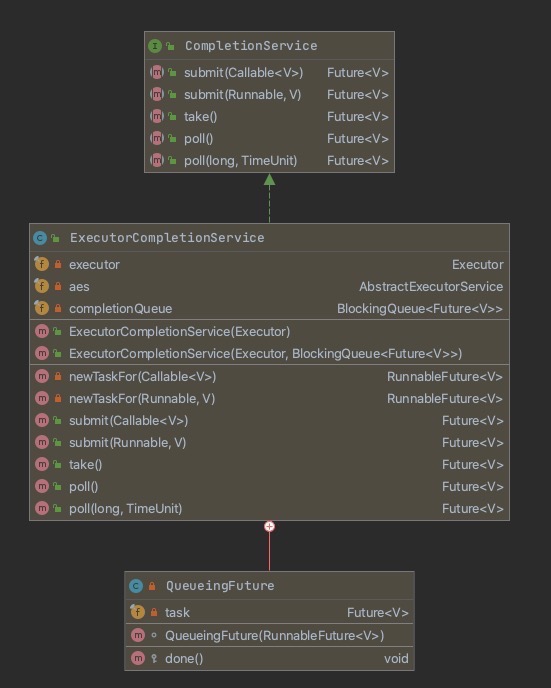 I CompletionService
m submit(Callable<V>) Future<V>
m submit(Runnable, V) Future<V>
m take() Future<V>
m poll() Future<V>
m poll(long, TimeUnit) Future<V>
C ExecutorCompletionService
f executor Executor
f aes AbstractExecutorService
f completionQueue BlockingQueue<Future<V>>
m ExecutorCompletionService(Executor)
m ExecutorCompletionService(Executor, BlockingQueue<Future<V>>)
m newTaskFor(Callable<V>) RunnableFuture<V>
m newTaskFor(Runnable, V) RunnableFuture<V>
m submit(Callable<V>) Future<V>
m submit(Runnable, V) Future<V>
m take() Future<V>
m poll() Future<V>
m poll(long, TimeUnit) Future<V>
C QueueingFuture
f task Future<V>
m QueueingFuture(RunnableFuture<V>)
m done() void